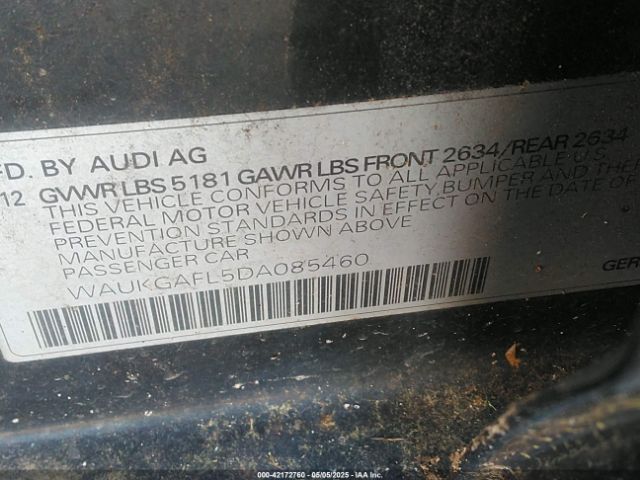 FD. BY AUDI AG
12 GVWR LBS 5181 GAWR LBS FRONT 2634/REAR 2634
THIS VEHICLE CONFORMS TO ALL APPLICABLE U.S.
FEDERAL MOTOR VEHICLE SAFETY, BUMPER AND THEF
PREVENTION STANDARDS IN EFFECT ON THE DATE OF
MANUFACTURE SHOWN ABOVE
PASSENGER CAR
WAUKGAFL5DA085460
GER
000-42172760 - 05/05/2025 - IAA Inc.